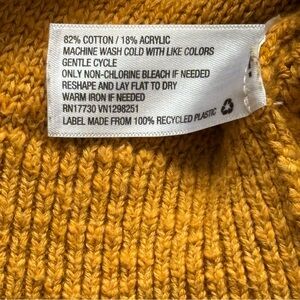 82% COTTON / 18% ACRYLIC
MACHINE WASH COLD WITH LIKE COLORS
GENTLE CYCLE
ONLY NON-CHLORINE BLEACH IF NEEDED
RESHAPE AND LAY FLAT TO DRY
WARM IRON IF NEEDED
RN17730 VN1298251
LABEL MADE FROM 100% RECYCLED PLASTIC